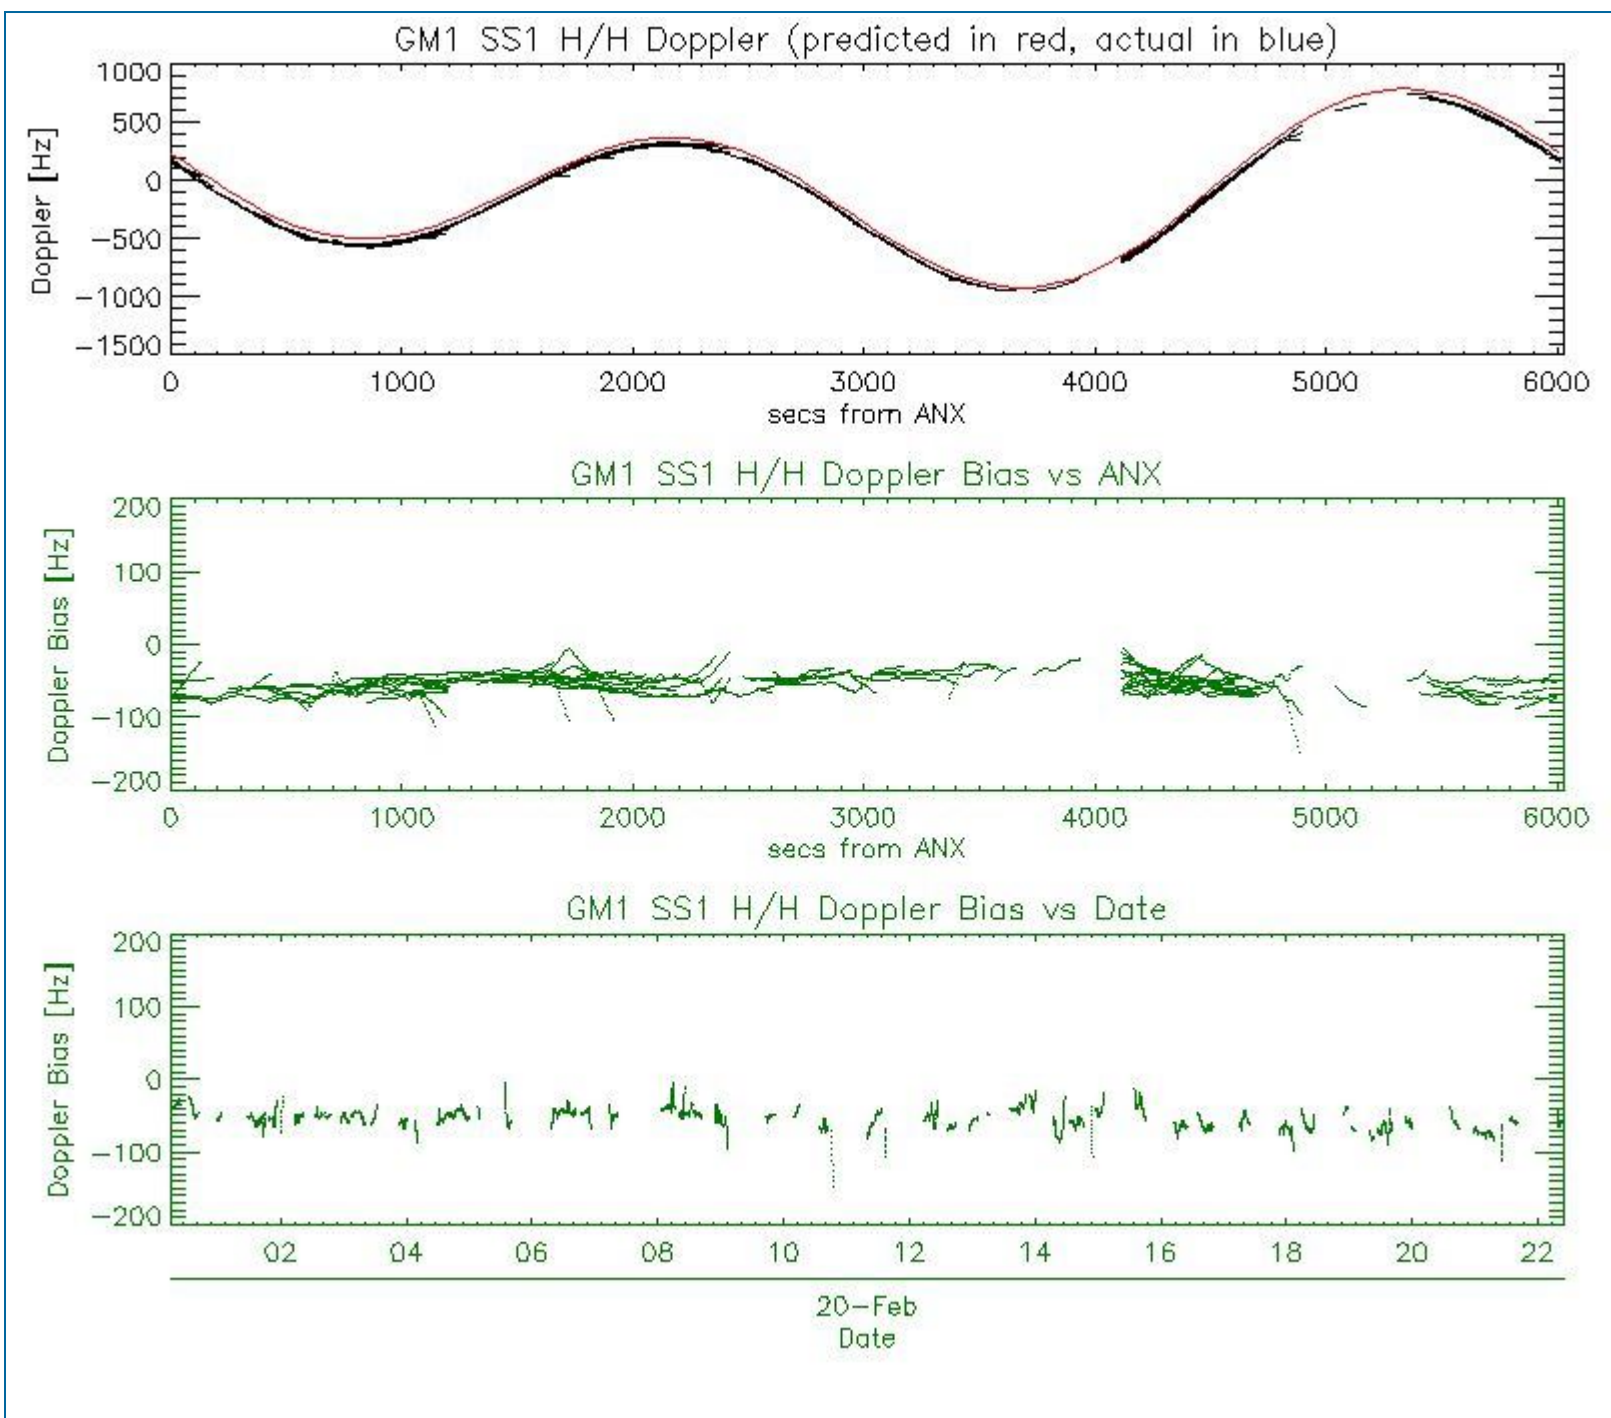 GM1 SS1 H/H Doppler (predicted in red, actual in blue)
1000
500
0
-500
-1000
-1500
Doppler [Hz]
0 1000 2000 3000 4000 5000 6000
secs from ANX
GM1 SS1 H/H Doppler Bias vs ANX
200
100
0
-100
-200
Doppler Bias [Hz]
0 1000 2000 3000 4000 5000 6000
secs from ANX
GM1 SS1 H/H Doppler Bias vs Date
200
100
0
-100
-200
Doppler Bias [Hz]
02 04 06 08 10 12 14 16 18 20 22
20-Feb
Date